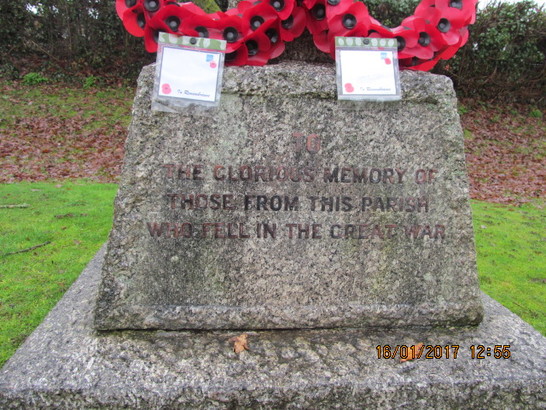 TO
THE GLORIOUS MEMORY OF
THOSE FROM THIS PARISH
WHO FELL IN THE GREAT WAR
16/01/2017 12:55